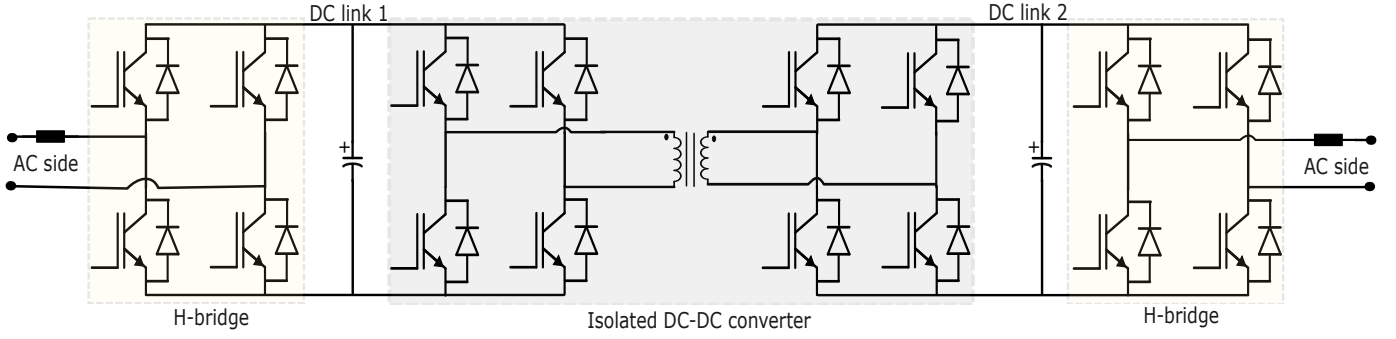 DC link 1
DC link 2
+
+
AC side
AC side
H-bridge
Isolated DC-DC converter
H-bridge